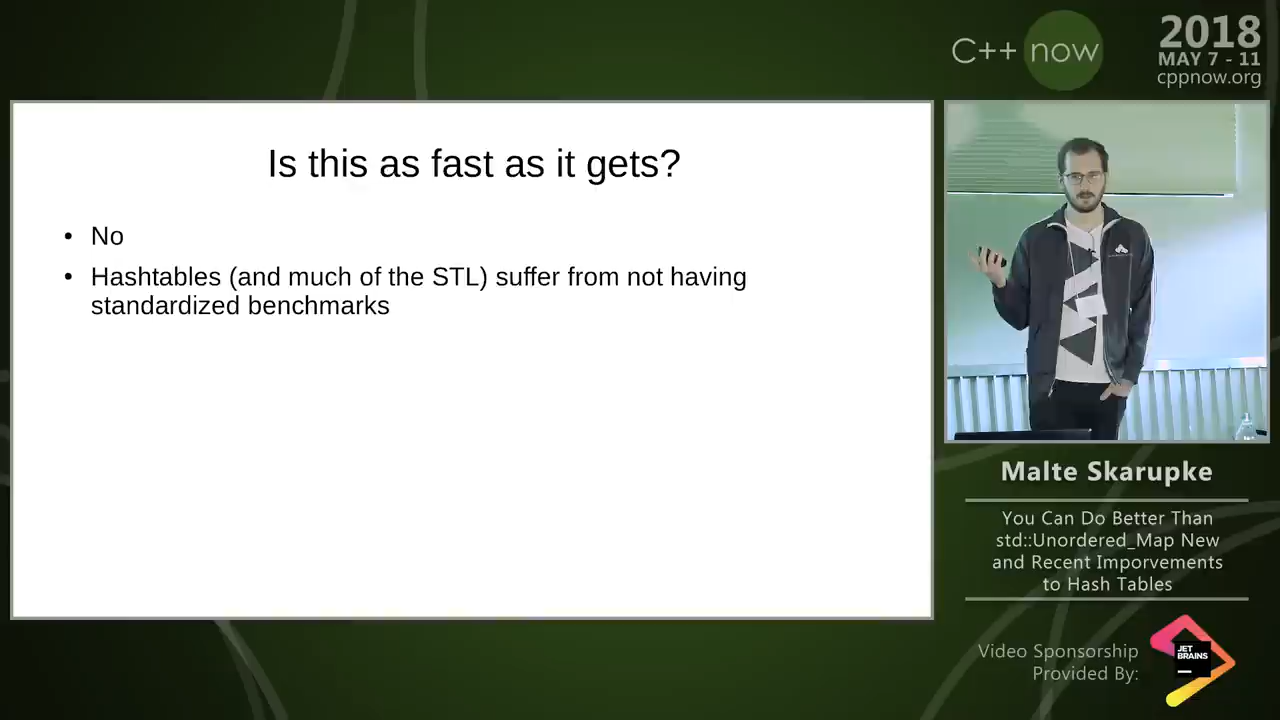 C++ now
2018
MAY 7 - 11
cppnow.org
Is this as fast as it gets?
• No
• Hashtables (and much of the STL) suffer from not having
standardized benchmarks
Malte Skarupke
You Can Do Better Than
std::Unordered_Map New
and Recent Imporvements
to Hash Tables
Video Sponsorship
Provided By:
JET
BRAINS